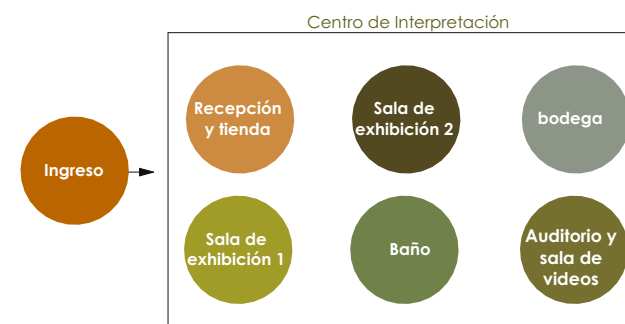 Centro de Interpretación
Ingreso
Recepción
y tienda
Sala de
exhibición 2
bodega
Sala de
exhibición 1
Baño
Auditorio y
sala de
videos